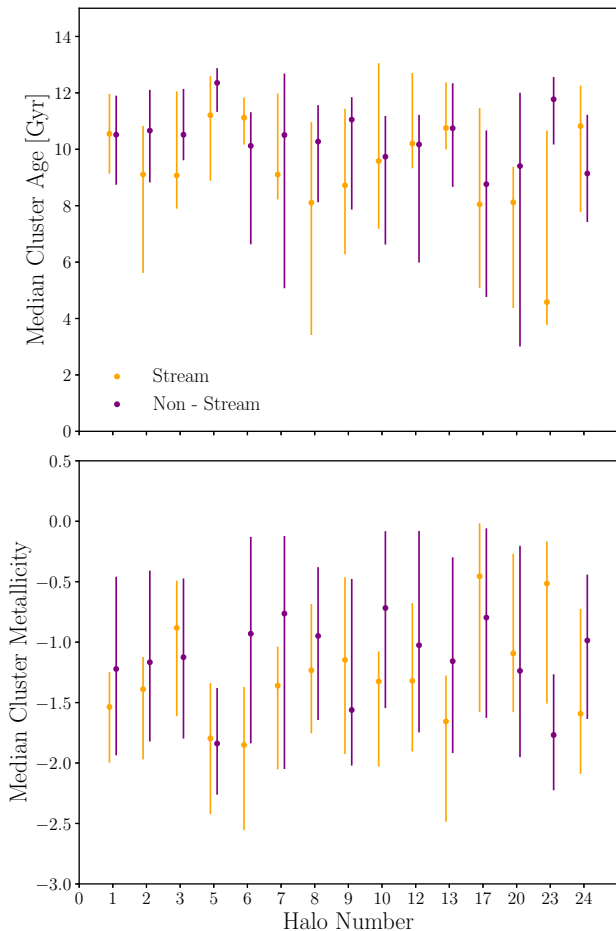 14
12
10
8
6
4
2
0
Median Cluster Age [Gyr]
Stream
Non - Stream
0.5
0.0
−0.5
−1.0
−1.5
−2.0
−2.5
−3.0
Median Cluster Metallicity
0 1 2 3 5 6 7 8 9 10 12 13 17 20 23 24
Halo Number